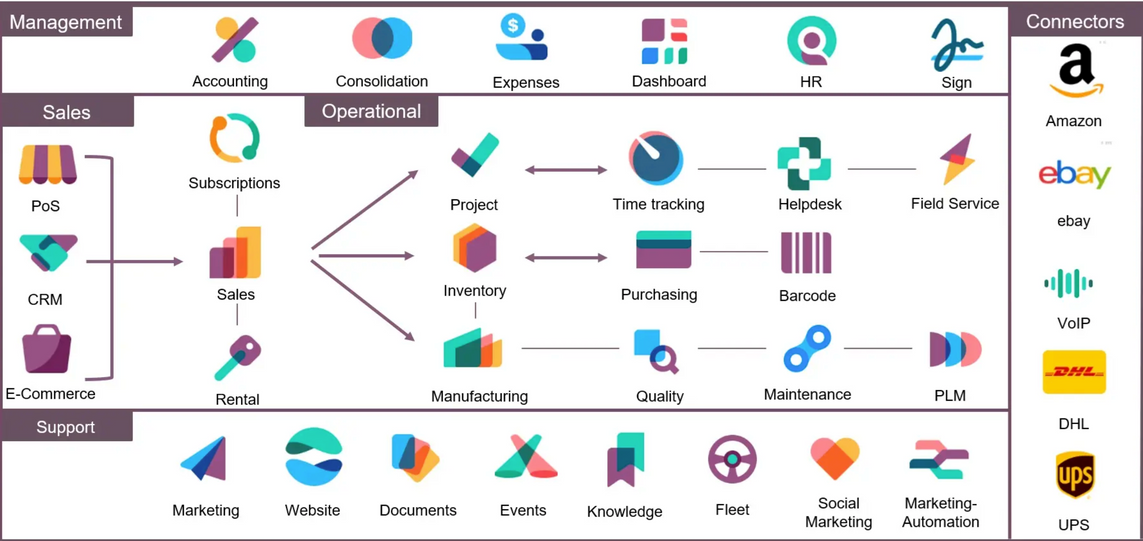 Management
Connectors
$
Accounting
Consolidation
Expenses
Dashboard
HR
Sign
a
Amazon
Sales
Operational
PoS
Subscriptions
Project
Time tracking
Helpdesk
Field Service
ebay
ebay
CRM
Sales
Inventory
Purchasing
Barcode
VoIP
E-Commerce
Rental
Manufacturing
Quality
Maintenance
PLM
DHL
DHL
Support
Marketing
Website
Documents
Events
Knowledge
Fleet
Social
Marketing
Marketing-
Automation
ups
UPS